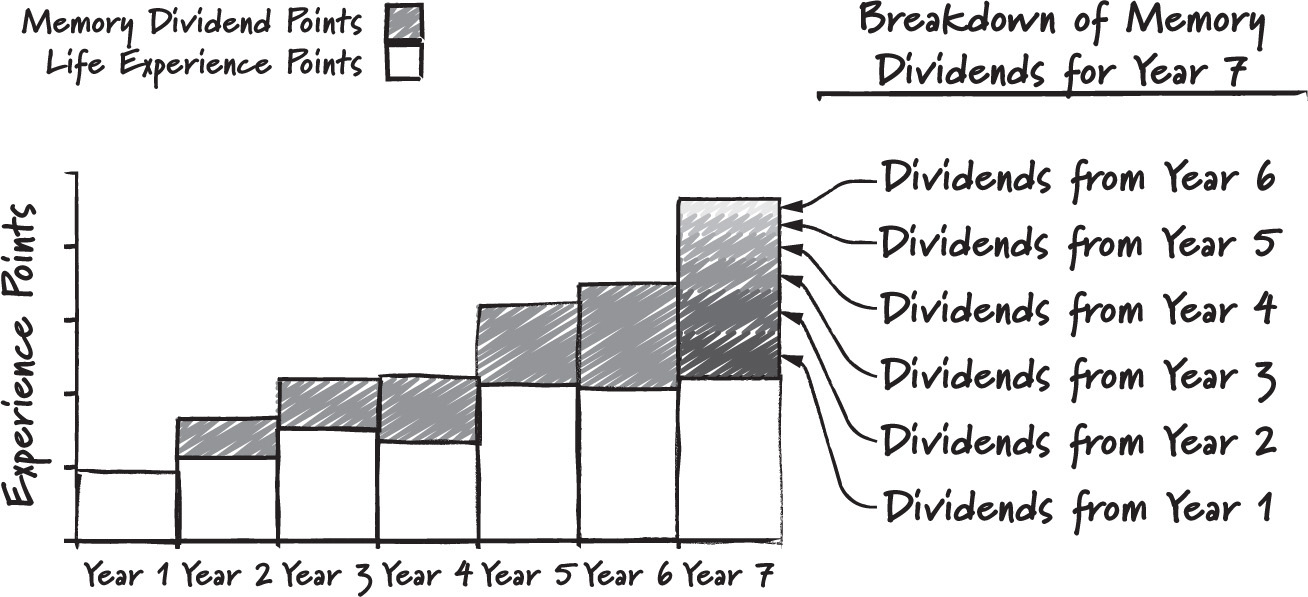 Memory Dividend Points
Life Experience Points
Breakdown of Memory
Dividends for Year 7
Experience Points
Dividends from Year 6
Dividends from Year 5
Dividends from Year 4
Dividends from Year 3
Dividends from Year 2
Dividends from Year 1
Year 1 Year 2 Year 3 Year 4 Year 5 Year 6 Year 7